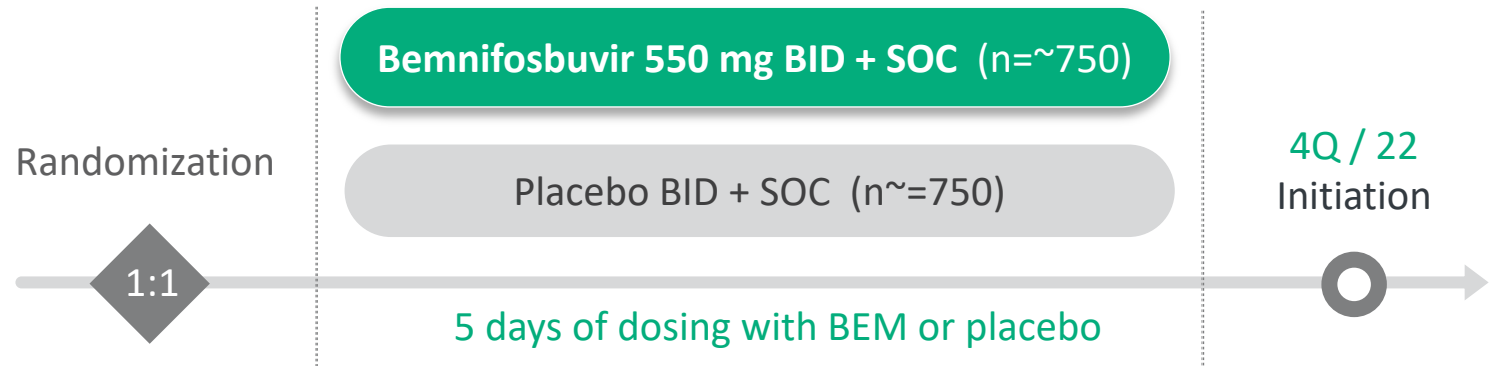 Randomization
1:1
Bemnifosbuvir 550 mg BID + SOC (n=~750)
Placebo BID + SOC (n~=750)
5 days of dosing with BEM or placebo
4Q / 22
Initiation